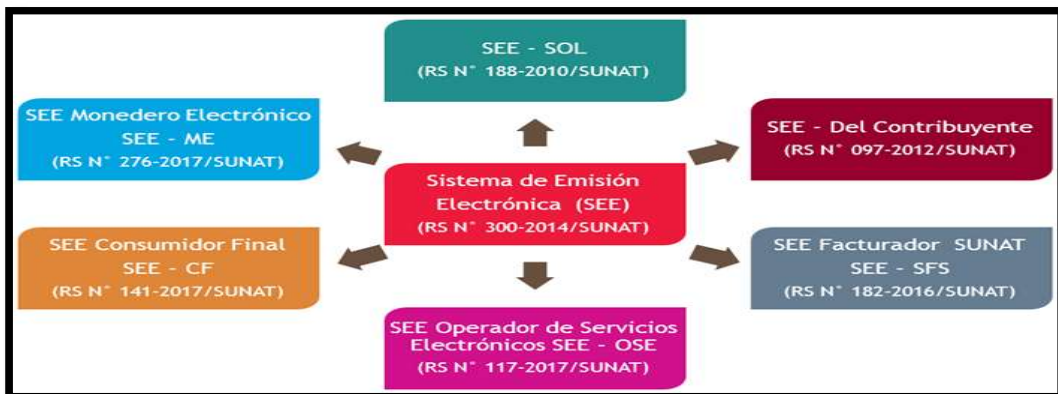 SEE - SOL
(RS N° 188-2010/SUNAT)
SEE Monedero Electrónico
SEE - ME
(RS N° 276-2017/SUNAT)
SEE - Del Contribuyente
(RS N° 097-2012/SUNAT)
Sistema de Emisión
Electrónica (SEE)
(RS N° 300-2014/SUNAT)
SEE Consumidor Final
SEE - CF
(RS N° 141-2017/SUNAT)
SEE Facturador SUNAT
SEE - SFS
(RS N° 182-2016/SUNAT)
SEE Operador de Servicios
Electrónicos SEE - OSE
(RS N° 117-2017/SUNAT)